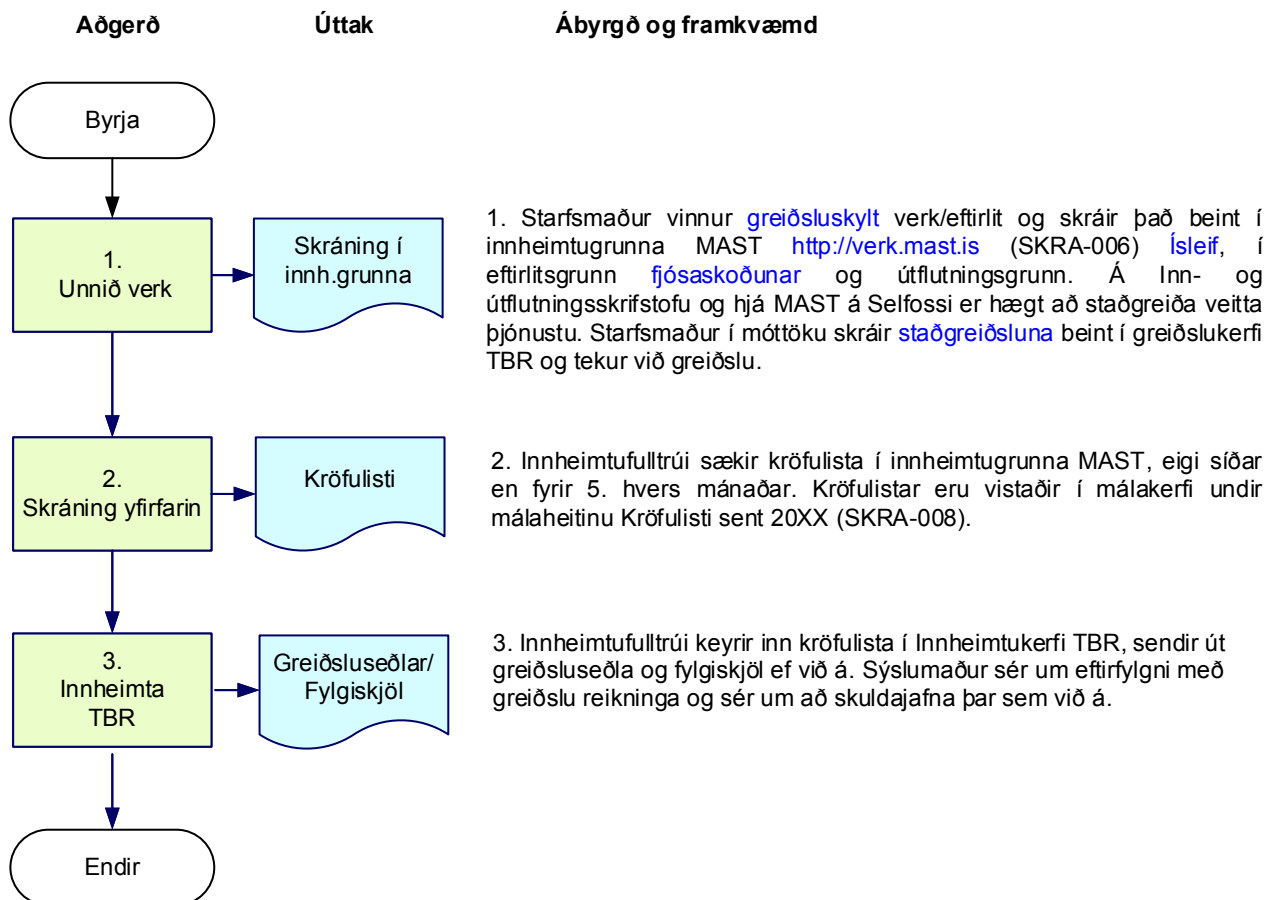 Aðgerð Úttak Ábyrgð og framkvæmd
Byrja
1.
Unnið verk
Skráning í
innh.grunna
1. Starfsmaður vinnur greiðsluskylt verk/eftirlit og skráir það beint í
innheimtugrunna MAST http://verk.mast.is (SKRA-006) Ísleif, í
eftirlitsgrunn fjósaskoðunar og útflutningsgrunn. Á Inn- og
útflutningsskrifstofu og hjá MAST á Selfossi er hægt að staðgreiða veitta
þjónustu. Starfsmaður í móttöku skráir staðgreiðsluna beint í greiðslukerfi
TBR og tekur við greiðslu.
2.
Skráning yfirfarin
Kröfulisti
2. Innheimtufulltrúi sækir kröfulista í innheimtugrunna MAST, eigi síðar
en fyrir 5. hvers mánaðar. Kröfulistar eru vistaðir í málakerfi undir
málaheitinu Kröfulisti sent 20XX (SKRA-008).
3.
Innheimta
TBR
Greiðsluseðlar/
Fylgiskjöl
3. Innheimtufulltrúi keyrir inn kröfulista í Innheimtukerfi TBR, sendir út
greiðsluseðla og fylgiskjöl ef við á. Sýslumaður sér um eftirfylgni með
greiðslu reikninga og sér um að skuldajafna þar sem við á.
Endir